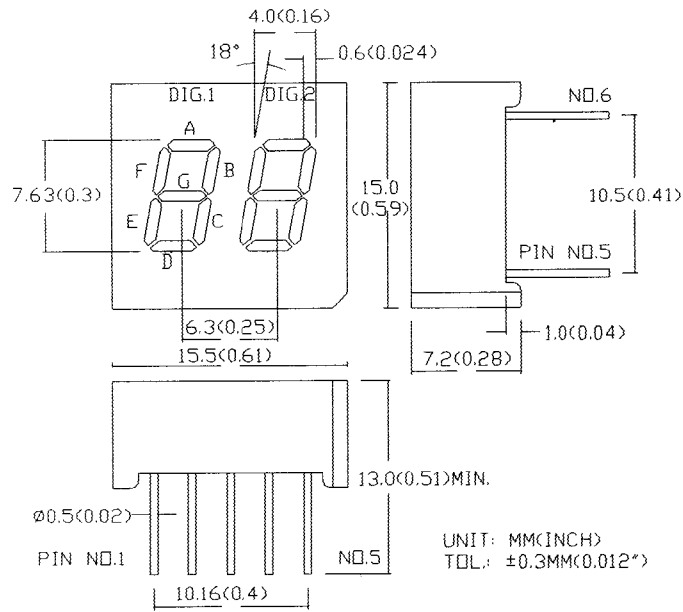 4.0(0.16)
18°
0.6(0.024)
DIG.1
DIG.2
A
F
B
G
E
C
D
7.63(0.3)
15.0
(0.59)
NO.6
10.5(0.41)
PIN NO.5
6.3(0.25)
1.0(0.04)
15.5(0.61)
7.2(0.28)
13.0(0.51)MIN.
Ø0.5(0.02)
PIN NO.1
NO.5
10.16(0.4)
UNIT: MM(INCH)
TOL.: ±0.3MM(0.012")